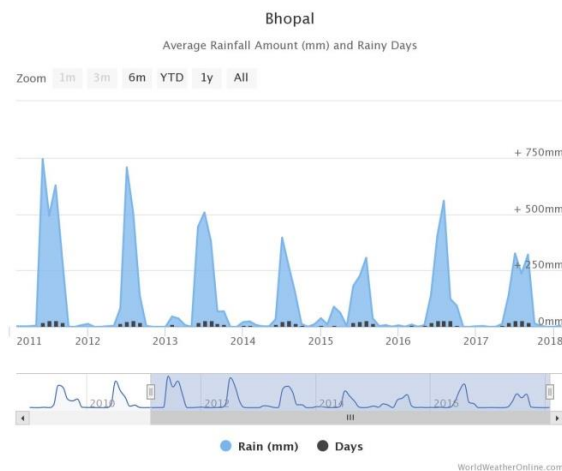 Bhopal
Average Rainfall Amount (mm) and Rainy Days
Zoom 1m 3m 6m YTD 1y All
+ 750mm
+ 500mm
+ 250mm
0mm
2011 2012 2013 2014 2015 2016 2017 2018
2010 2012 2014 2016
Rain (mm) Days
WorldWeatherOnline.com